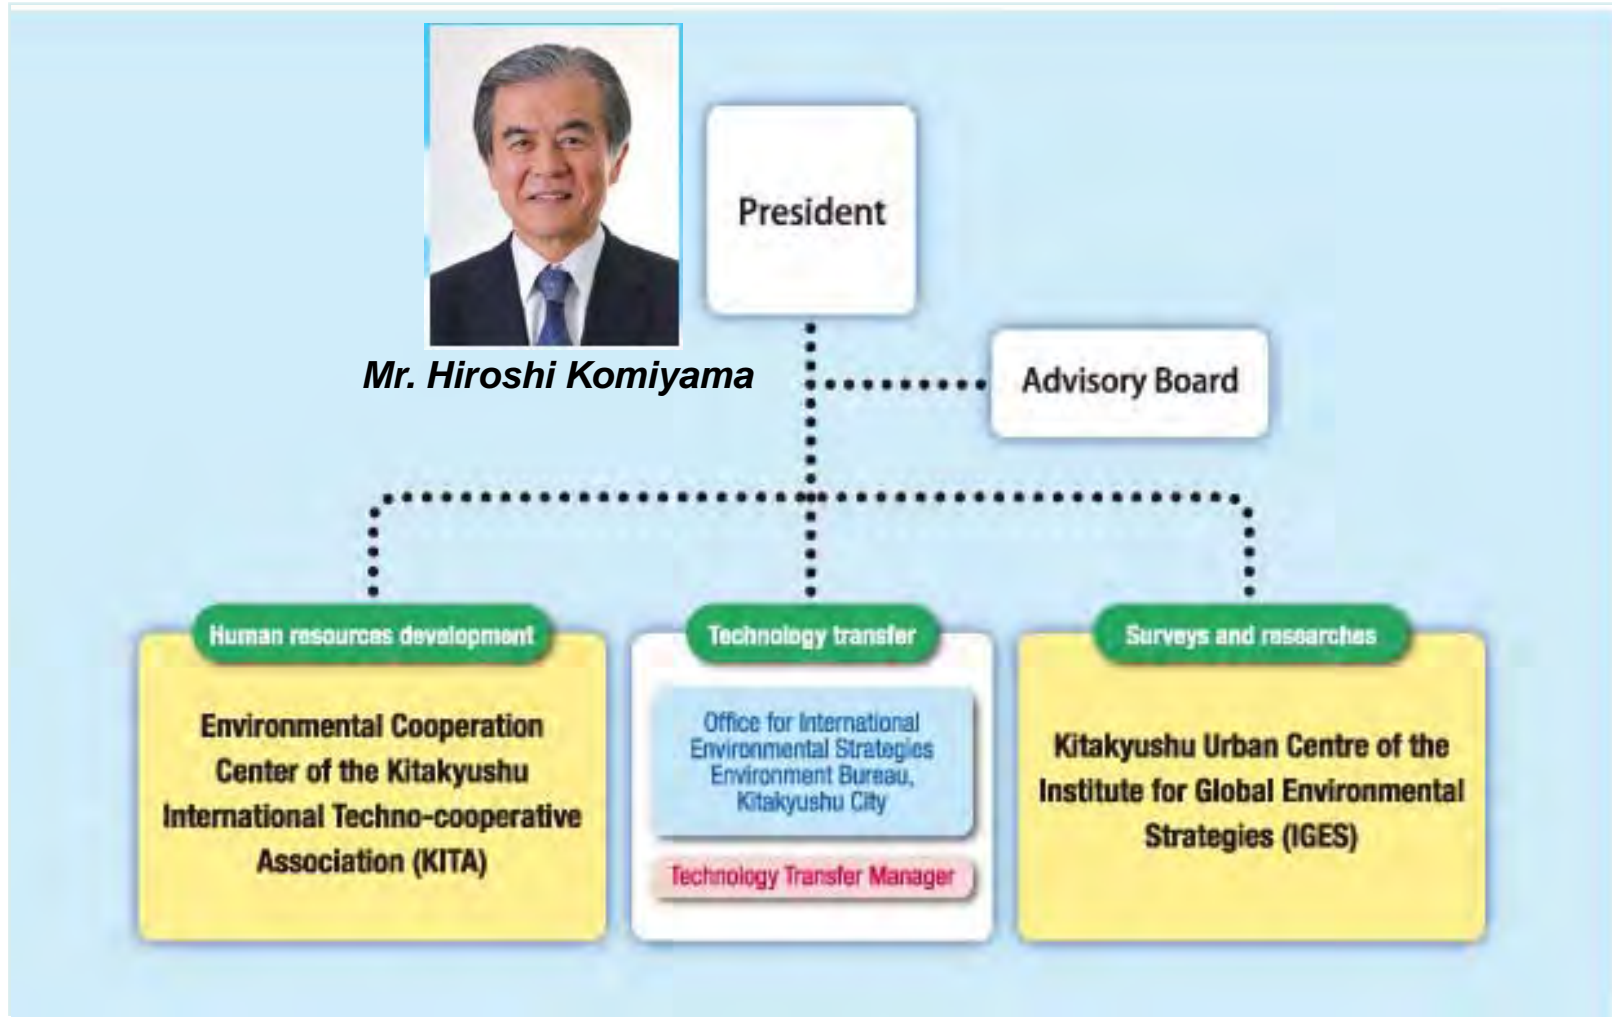 President
Mr. Hiroshi Komiyama
Advisory Board
Human resources development
Environmental Cooperation
Center of the Kitakyushu
International Techno-cooperative
Association (KITA)
Technology transfer
Office for International
Environmental Strategies
Environment Bureau,
Kitakyushu City
Technology Transfer Manager
Surveys and researches
Kitakyushu Urban Centre of the
Institute for Global Environmental
Strategies (IGES)